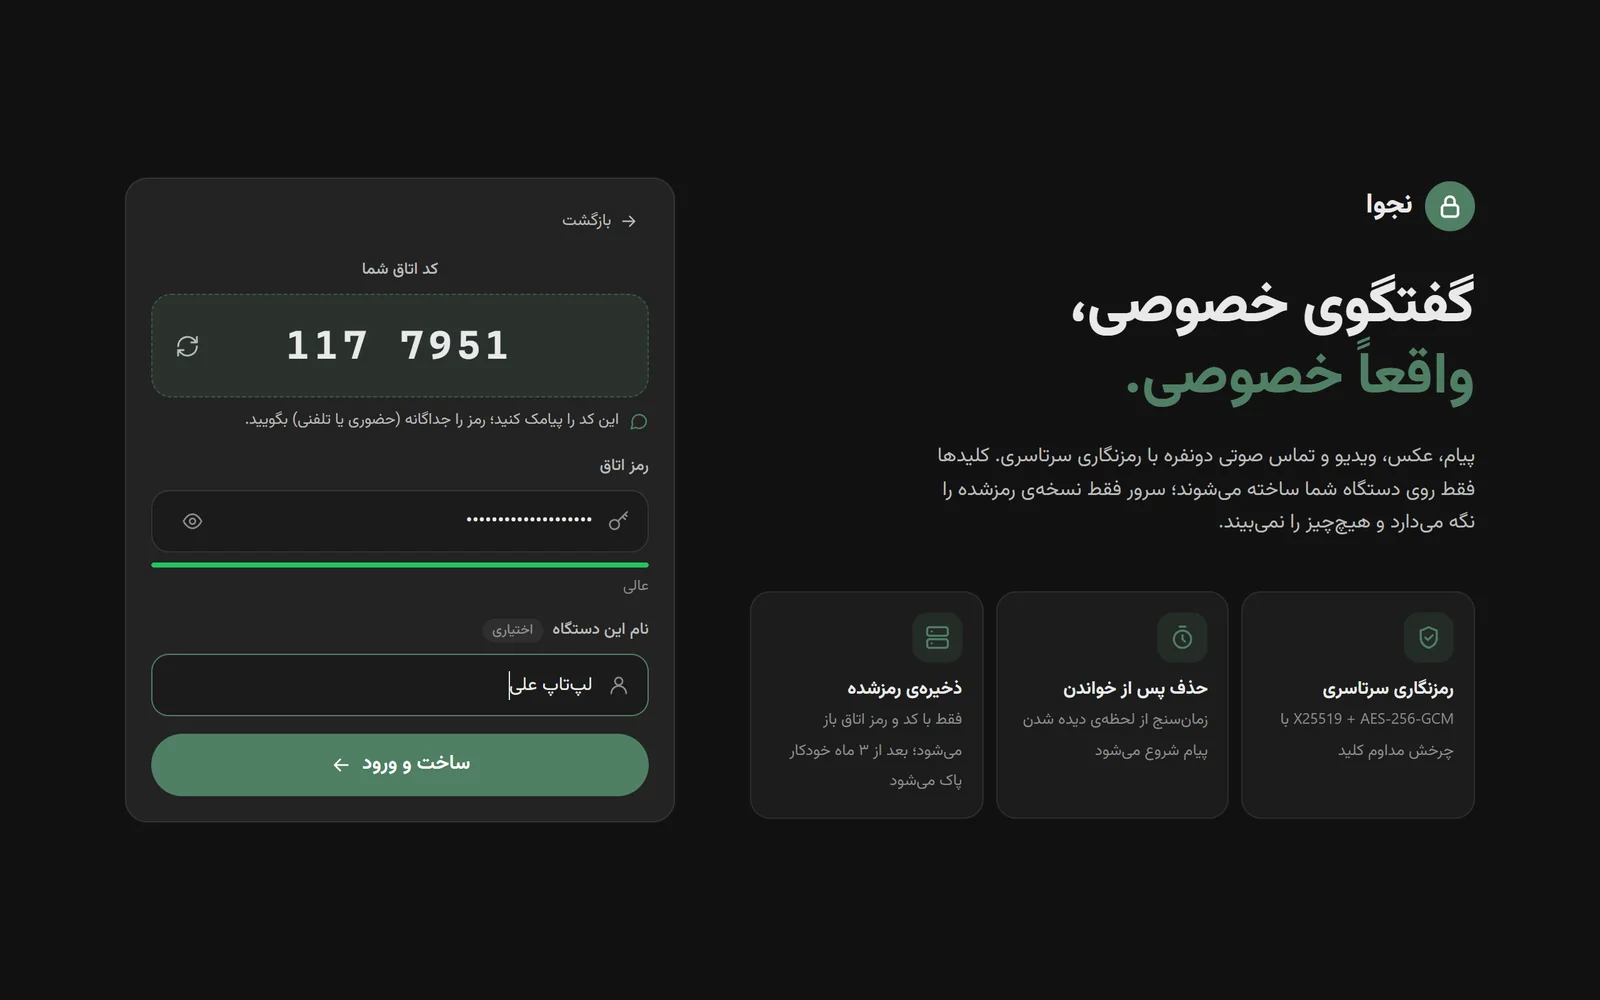 نجوا
گفتگوی خصوصی،
واقعاً خصوصی.
پیام، عکس، ویدیو و تماس صوتی دونفره با رمزنگاری سرتاسری. کلیدها
فقط روی دستگاه شما ساخته می‌شوند؛ سرور فقط نسخه‌ی رمزشده را
نگه می‌دارد و هیچ‌چیز را نمی‌بیند.
رمزنگاری سرتاسری
X25519 + AES-256-GCM با
چرخش مداوم کلید
حذف پس از خواندن
زمان‌سنج از لحظه‌ی دیده شدن
پیام شروع می‌شود
ذخیره‌ی رمزشده
فقط با کد و رمز اتاق باز
می‌شود؛ بعد از ۳ ماه خودکار
پاک می‌شود
بازگشت
کد اتاق شما
117 7951
این کد را پیامک کنید؛ رمز را جداگانه (حضوری یا تلفنی) بگویید.
رمز اتاق
••••••••••••••••••••
عالی
نام این دستگاه اختیاری
لپ‌تاپ علی
ساخت و ورود